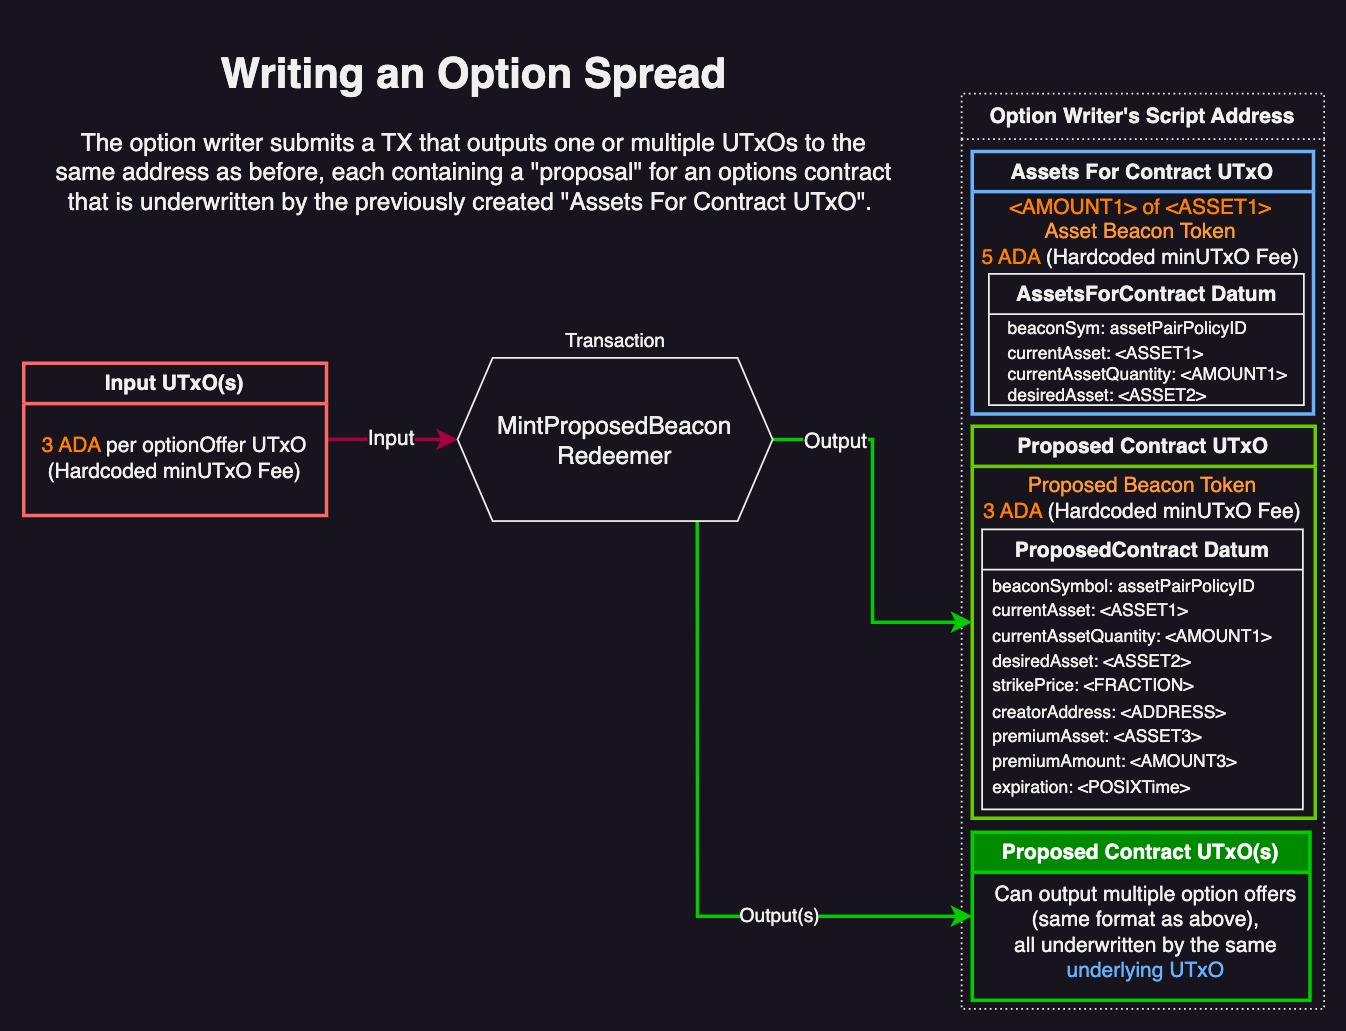 Writing an Option Spread
The option writer submits a TX that outputs one or multiple UTxOs to the
same address as before, each containing a "proposal" for an options contract
that is underwritten by the previously created "Assets For Contract UTxO".
Input UTxO(s)
3 ADA per optionOffer UTxO
(Hardcoded minUTxO Fee)
Input
Transaction
MintProposedBeacon
Redeemer
Output
Output(s)
Option Writer's Script Address
Assets For Contract UTxO
<AMOUNT1> of <ASSET1>
Asset Beacon Token
5 ADA (Hardcoded minUTxO Fee)
AssetsForContract Datum
beaconSym: assetPairPolicyID
currentAsset: <ASSET1>
currentAssetQuantity: <AMOUNT1>
desiredAsset: <ASSET2>
Proposed Contract UTxO
Proposed Beacon Token
3 ADA (Hardcoded minUTxO Fee)
ProposedContract Datum
beaconSymbol: assetPairPolicyID
currentAsset: <ASSET1>
currentAssetQuantity: <AMOUNT1>
desiredAsset: <ASSET2>
strikePrice: <FRACTION>
creatorAddress: <ADDRESS>
premiumAsset: <ASSET3>
premiumAmount: <AMOUNT3>
expiration: <POSIXTime>
Proposed Contract UTxO(s)
Can output multiple option offers
(same format as above),
all underwritten by the same
underlying UTxO